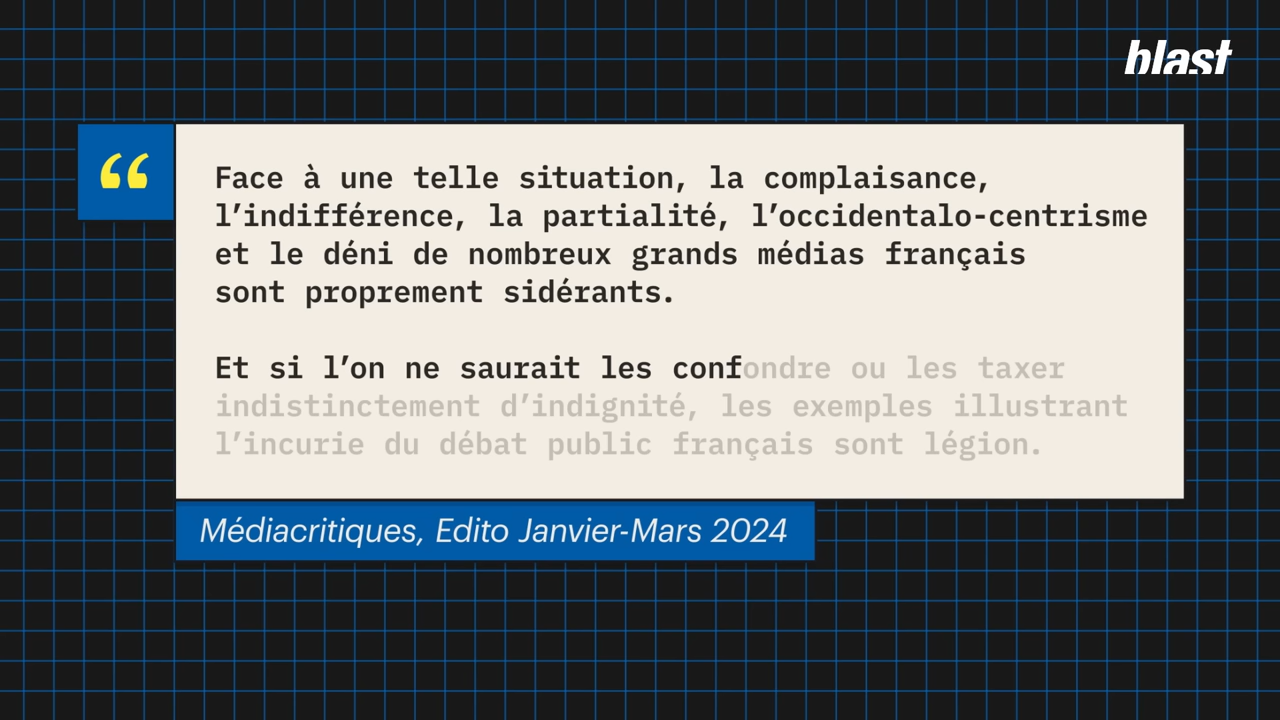 blast
“
Face à une telle situation, la complaisance,
l’indifférence, la partialité, l’occidentalo-centrisme
et le déni de nombreux grands médias français
sont proprement sidérants.
Et si l’on ne saurait les confondre ou les taxer
indistinctement d’indignité, les exemples illustrant
l’incurie du débat public français sont légion.
Médiacritiques, Edito Janvier-Mars 2024